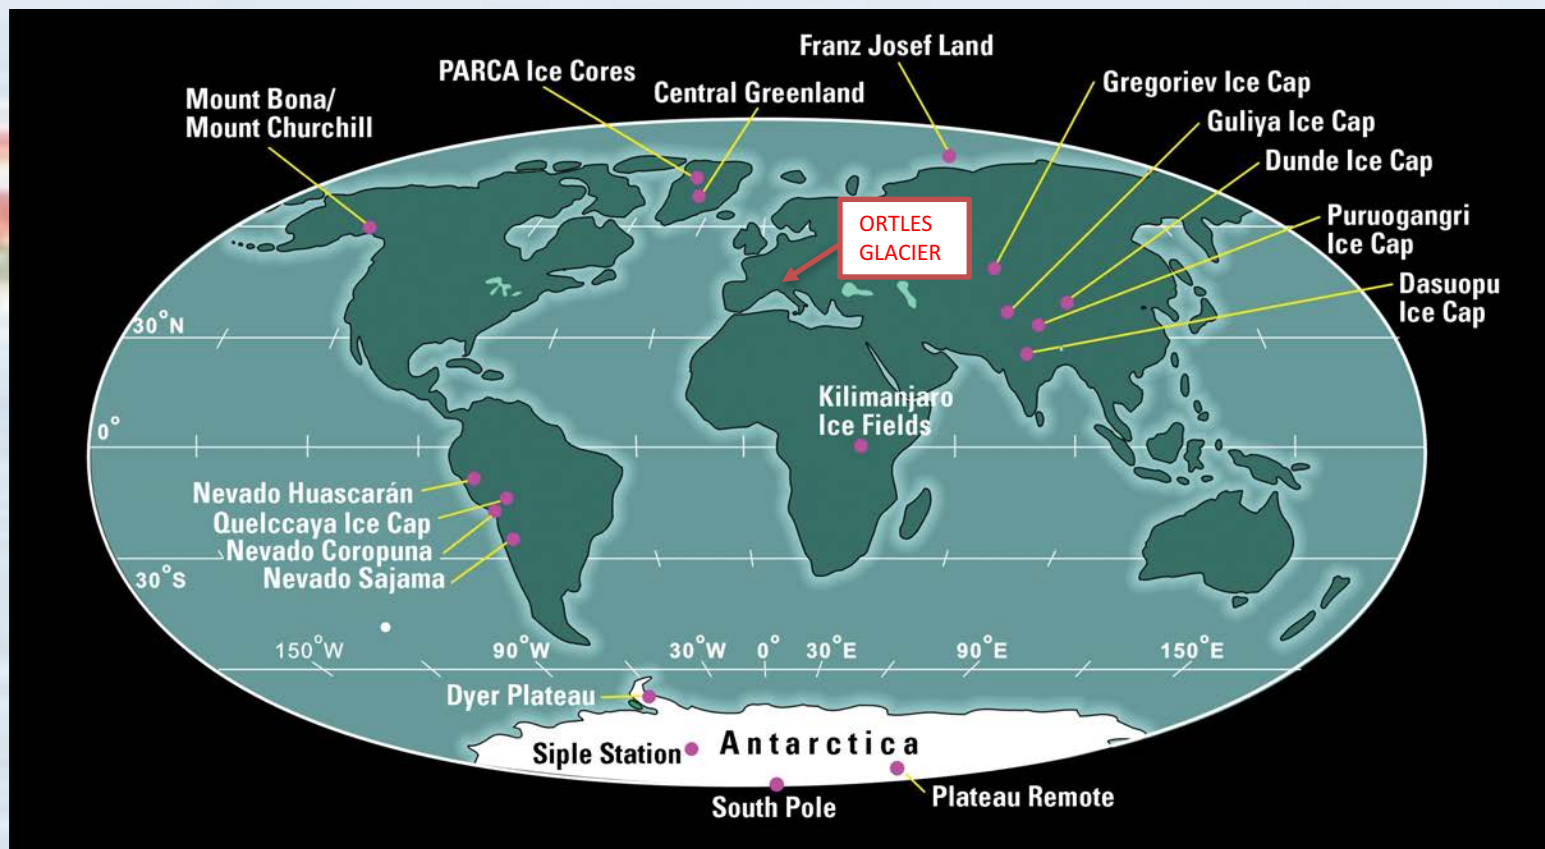 Franz Josef Land
PARCA Ice Cores
Central Greenland
Mount Bona/
Mount Churchill
Gregoriev Ice Cap
Guliya Ice Cap
Dunde Ice Cap
Puruogangri
Ice Cap
Dasuopu
Ice Cap
ORTLES
GLACIER
30°N
Kilimanjaro
Ice Fields
0°
Nevado Huascarán
Quelccaya Ice Cap
Nevado Coropuna
Nevado Sajama
30°S
150°W 90°W 30°W 0° 30°E 90°E 150°E
Dyer Plateau
Siple Station
Antarctica
South Pole
Plateau Remote